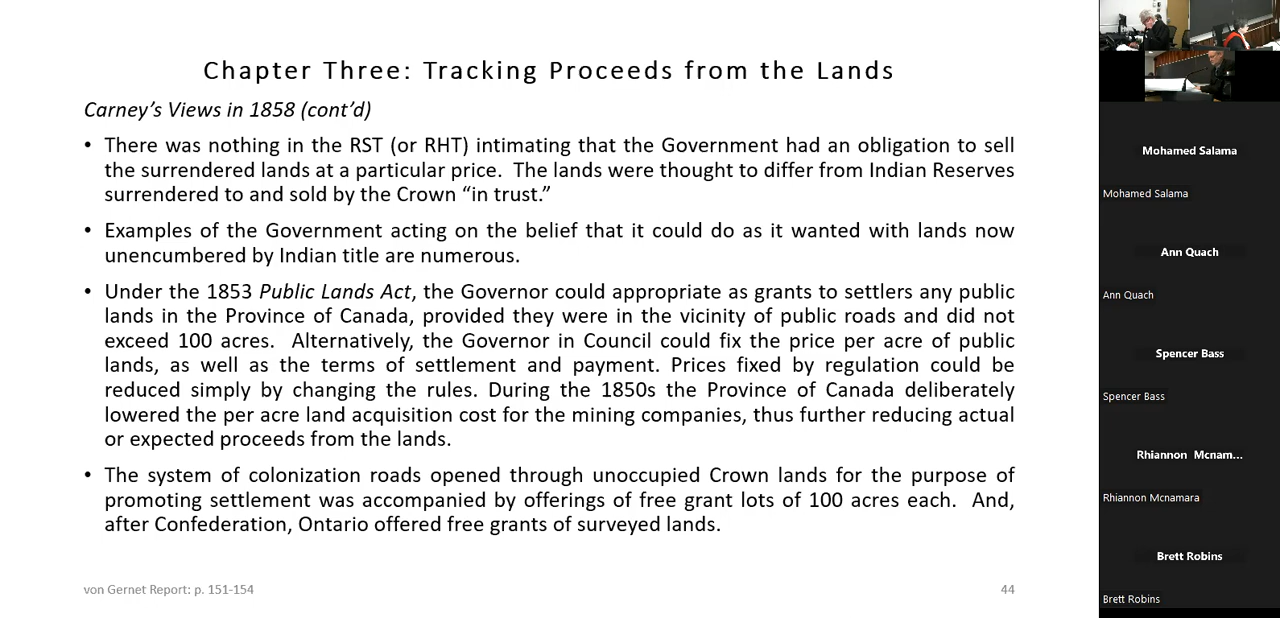 Chapter Three: Tracking Proceeds from the Lands
Carney's Views in 1858 (cont'd)
• There was nothing in the RST (or RHT) intimating that the Government had an obligation to sell
the surrendered lands at a particular price.  The lands were thought to differ from Indian Reserves
surrendered to and sold by the Crown “in trust.”
• Examples of the Government acting on the belief that it could do as it wanted with lands now
unencumbered by Indian title are numerous.
• Under the 1853 Public Lands Act, the Governor could appropriate as grants to settlers any public
lands in the Province of Canada, provided they were in the vicinity of public roads and did not
exceed 100 acres.  Alternatively, the Governor in Council could fix the price per acre of public
lands, as well as the terms of settlement and payment. Prices fixed by regulation could be
reduced simply by changing the rules. During the 1850s the Province of Canada deliberately
lowered the per acre land acquisition cost for the mining companies, thus further reducing actual
or expected proceeds from the lands.
• The system of colonization roads opened through unoccupied Crown lands for the purpose of
promoting settlement was accompanied by offerings of free grant lots of 100 acres each.  And,
after Confederation, Ontario offered free grants of surveyed lands.
von Gernet Report: p. 151-154
44
Mohamed Salama
Mohamed Salama
Ann Quach
Ann Quach
Spencer Bass
Spencer Bass
Rhiannon Mcnam...
Rhiannon Mcnamara
Brett Robins
Brett Robins